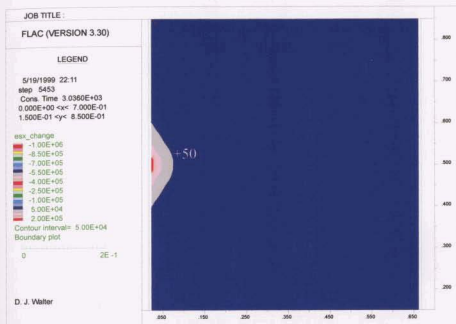 JOB TITLE :
FLAC (VERSION 3.30)
LEGEND
5/19/1999 22:11
step 5453
Cons. Time 3.0360E+03
0.000E+00 <x< 7.000E-01
1.500E-01 <y< 8.500E-01
esx_change
-1.00E+06
-8.50E+05
-7.00E+05
-5.50E+05
-4.00E+05
-2.50E+05
-1.00E+05
5.00E+04
2.00E+05
Contour interval= 5.00E+04
Boundary plot
0 2E -1
D. J. Walter
+50
.800
.700
.600
.500
.400
.300
.200
.050 .150 .250 .350 .450 .550 .650